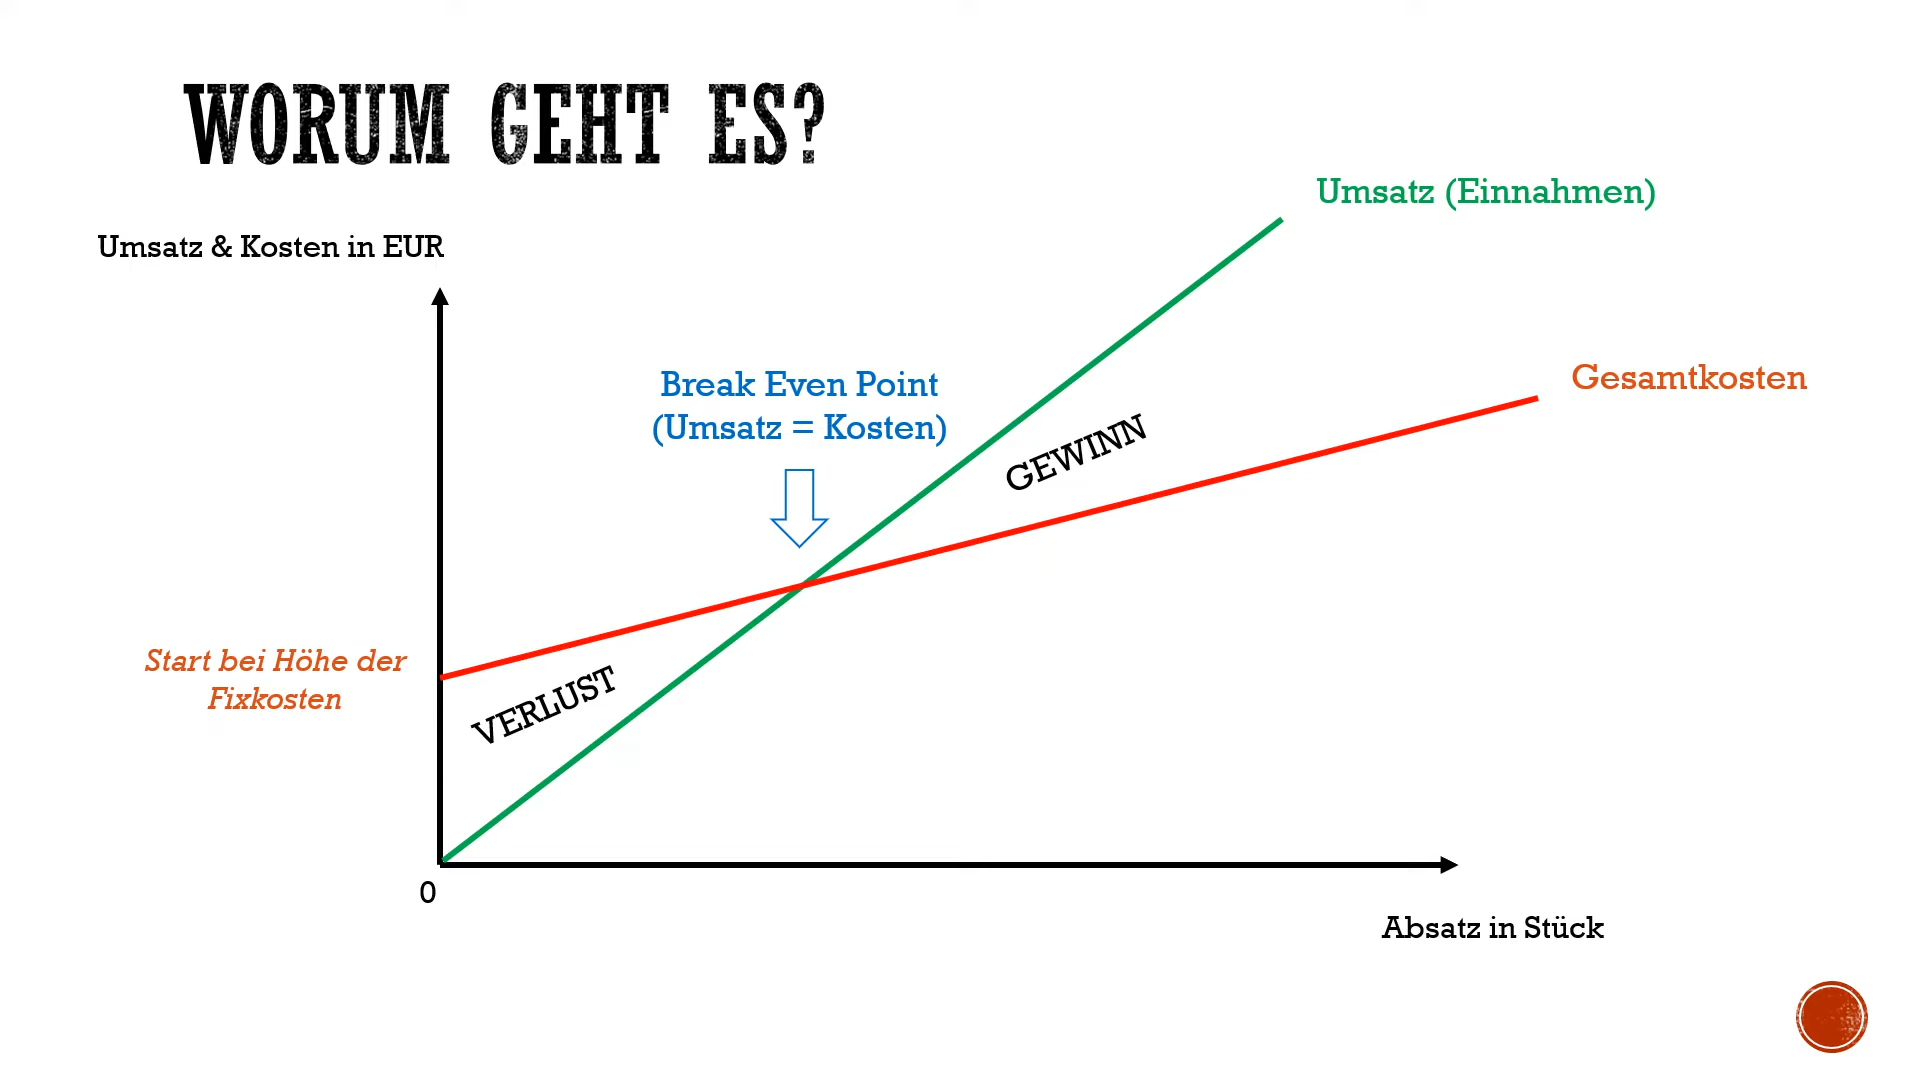 WORUM GEHT ES?
Umsatz (Einnahmen)
Umsatz & Kosten in EUR
Break Even Point
(Umsatz = Kosten)
Gesamtkosten
GEWINN
Start bei Höhe der
Fixkosten
VERLUST
0
Absatz in Stück